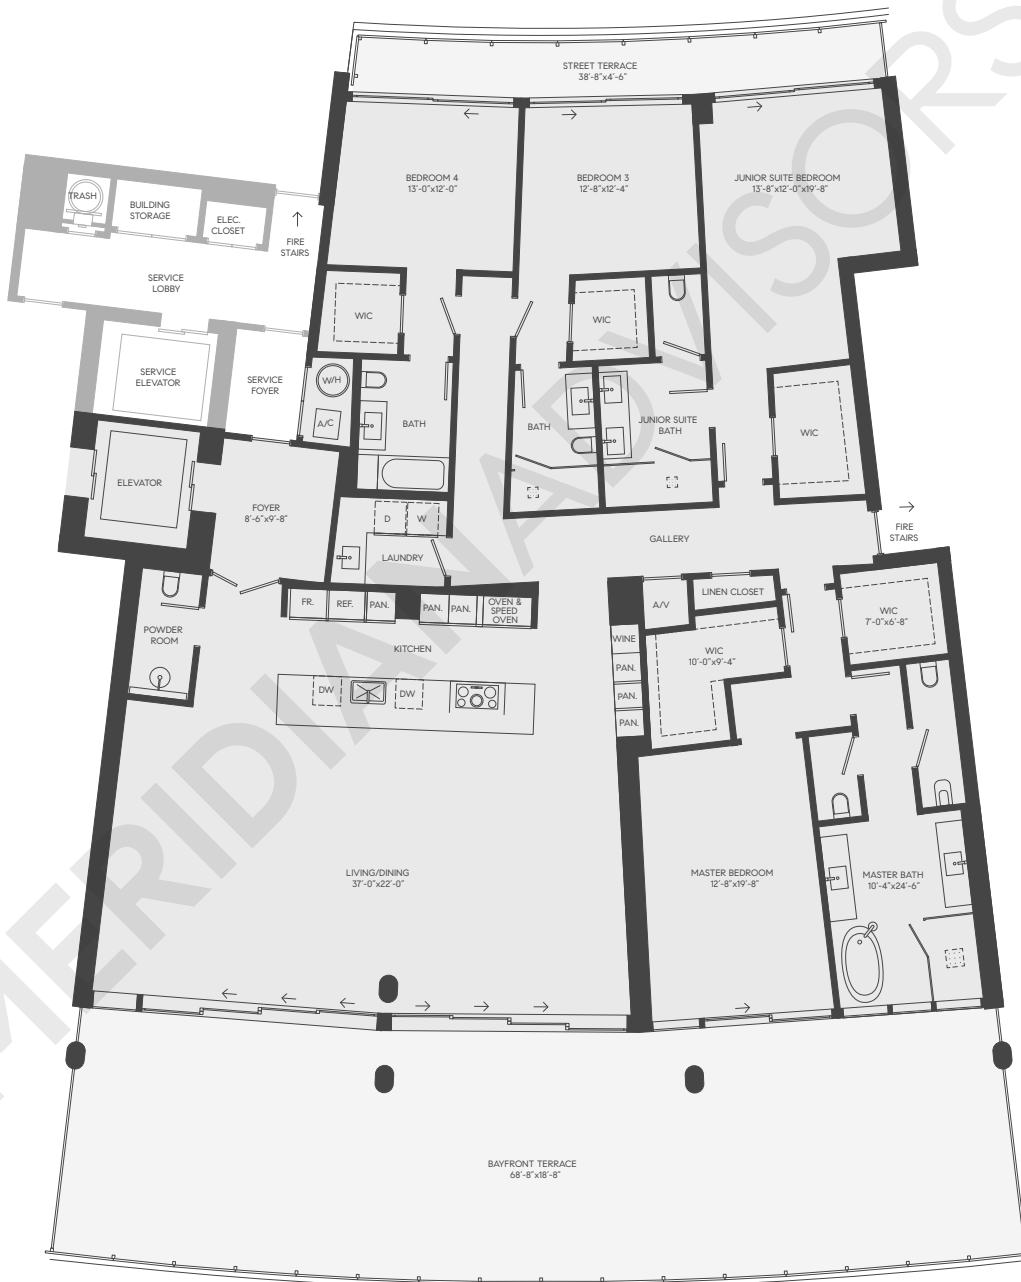 STREET TERRACE
38'-8"x4'-6"
BEDROOM 4
13'-0"x12'-0"
BEDROOM 3
12'-8"x12'-4"
JUNIOR SUITE BEDROOM
13'-8"x12'-0"x19'-8"
TRASH
BUILDING
STORAGE
ELEC.
CLOSET
FIRE
STAIRS
SERVICE
LOBBY
WIC
WIC
SERVICE
ELEVATOR
SERVICE
FOYER
W/H
A/C
BATH
BATH
JUNIOR SUITE
BATH
WIC
ELEVATOR
FOYER
8'-6"x9'-8"
D
W
LAUNDRY
GALLERY
FIRE
STAIRS
FR.
REF.
PAN.
PAN.
PAN.
OVEN &
SPEED
OVEN
A/V
LINEN CLOSET
WIC
7'-0"x6'-8"
POWDER
ROOM
KITCHEN
WINE
PAN.
PAN.
PAN.
WIC
10'-0"x9'-4"
DW
DW
LIVING/DINING
37'-0"x22'-0"
MASTER BEDROOM
12'-8"x19'-8"
MASTER BATH
10'-4"x24'-6"
BAYFRONT TERRACE
68'-8"x18'-8"
MERIDIANADVISORS